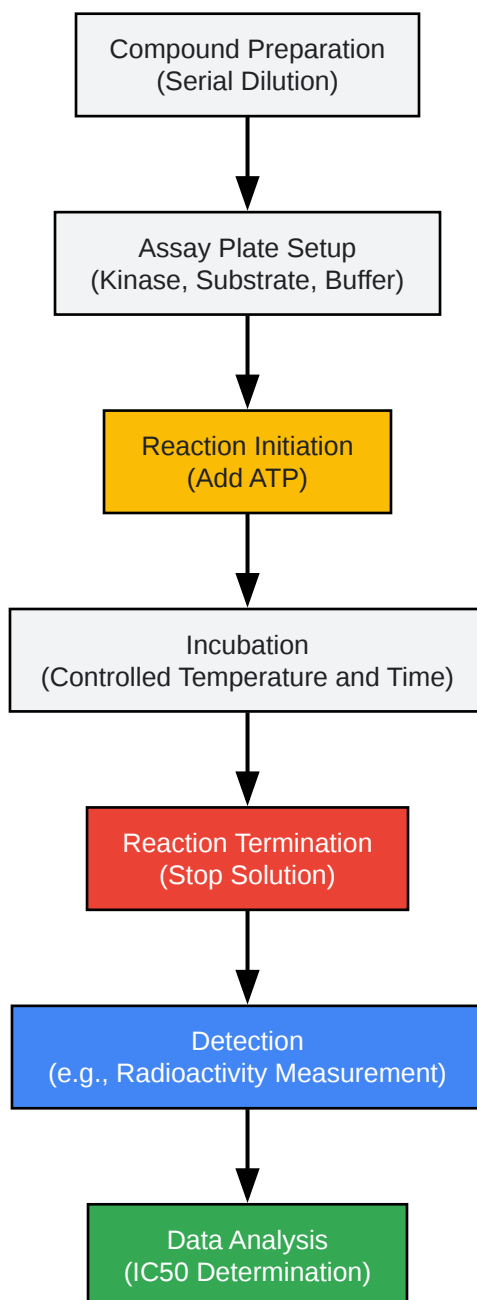 Compound Preparation
(Serial Dilution)
Assay Plate Setup
(Kinase, Substrate, Buffer)
Reaction Initiation
(Add ATP)
Incubation
(Controlled Temperature and Time)
Reaction Termination
(Stop Solution)
Detection
(e.g., Radioactivity Measurement)
Data Analysis
(IC50 Determination)